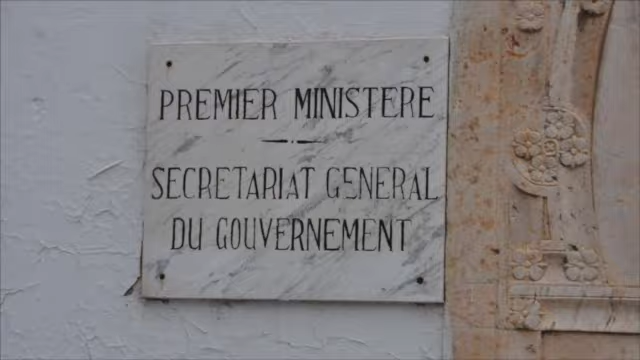 PREMIER MINISTERE
SECRETARIAT GENERAL
DU GOUVERNEMENT